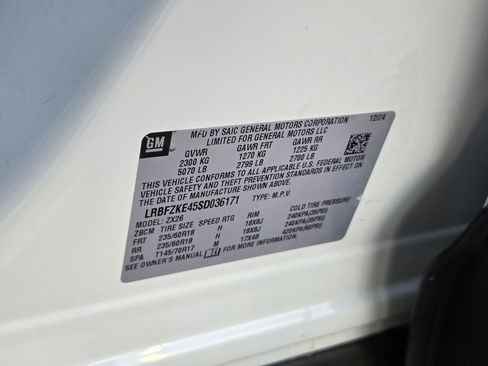 GM
MFD BY SAIC GENERAL MOTORS CORPORATION 12/24
LIMITED FOR GENERAL MOTORS LLC
GVWR GAWR FRT GAWR RR
2300 KG 1270 KG 1225 KG
5070 LB 2799 LB 2700 LB
THIS VEHICLE CONFORMS TO ALL APPLICABLE U.S. FEDERAL MOTOR
VEHICLE SAFETY AND THEFT PREVENTION STANDARDS IN EFFECT ON
THE DATE OF MANUFACTURE SHOWN ABOVE.
LRBFZKE45SD036171 TYPE: M.P.V.
MODEL: ZX26
ZBCM TIRE SIZE SPEED RTG RIM COLD TIRE PRESSURE
FRT 235/60R18 H 18X8J 240KPA(35PSI)
RR 235/60R18 H 18X8J 240KPA(35PSI)
SPA T145/70R17 M 17X4B 420KPA(60PSI)
SEE OWNER'S MANUAL FOR MORE INFORMATION.